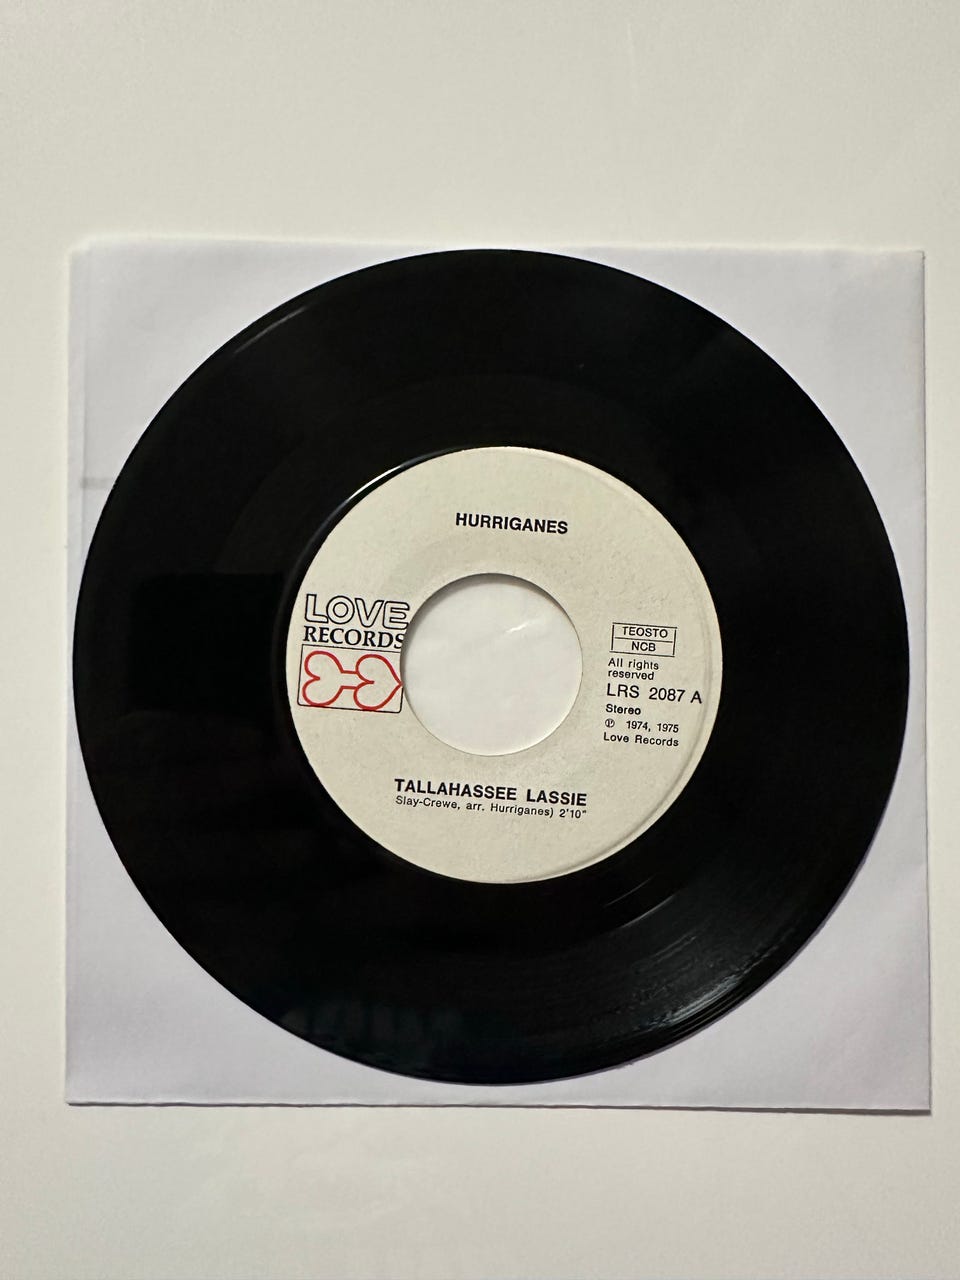 HURRIGANES
LOVE
RECORDS
TEOSTO
NCB
All rights
reserved
LRS 2087 A
Stereo
℗ 1974, 1975
Love Records
TALLAHASSEE LASSIE
Slay-Crewe, arr. Hurriganes) 2'10"